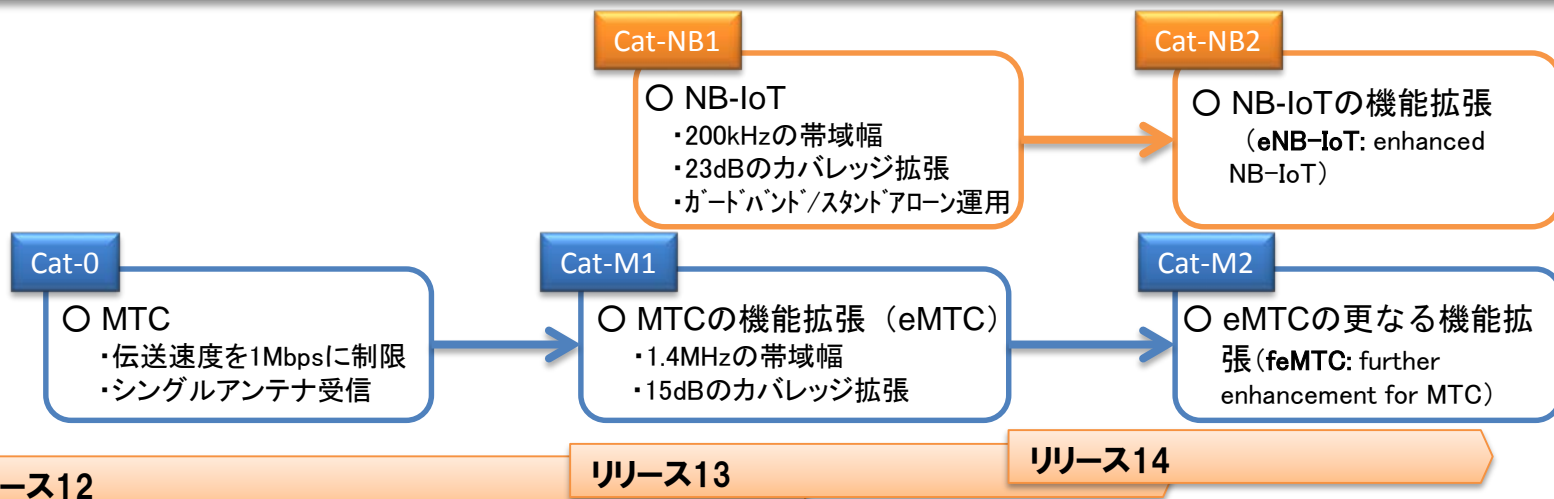 Cat-NB1
○ NB-IoT
・200kHzの帯域幅
・23dBのカバレッジ拡張
・ｶﾞｰﾄﾞﾊﾞﾝﾄﾞ/ｽﾀﾝﾄﾞｱﾛｰﾝ運用
Cat-NB2
○ NB-IoTの機能拡張
（eNB-IoT: enhanced
NB-IoT）
Cat-0
○ MTC
・伝送速度を1Mbpsに制限
・シングルアンテナ受信
Cat-M1
○ MTCの機能拡張（eMTC）
・1.4MHzの帯域幅
・15dBのカバレッジ拡張
Cat-M2
○ eMTCの更なる機能拡
張（feMTC: further
enhancement for MTC）
ース12
リリース13
リリース14